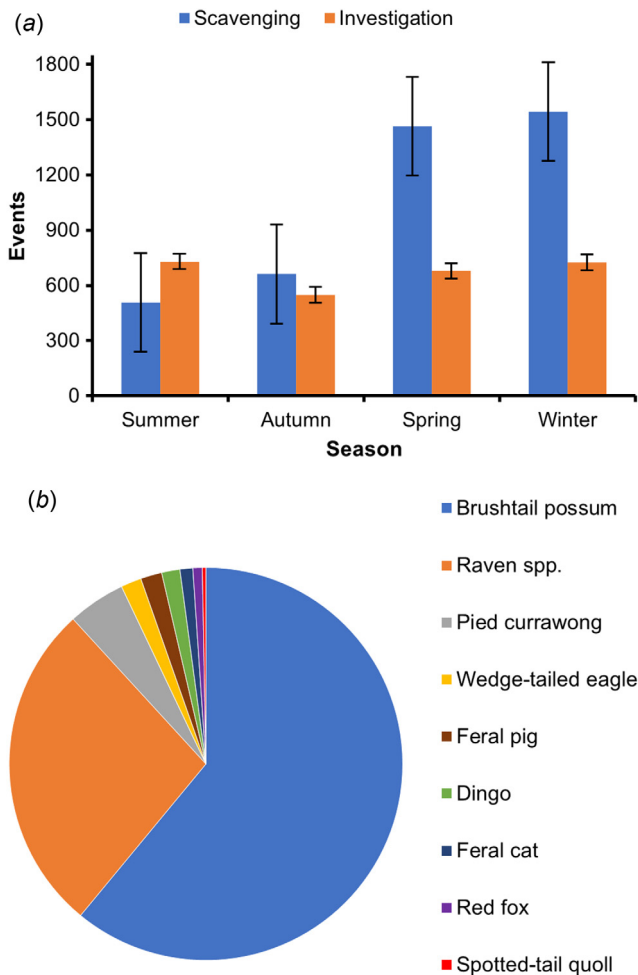 (a)
Scavenging Investigation
1800
1500
1200
900
600
300
0
Events
Summer Autumn Spring Winter
Season
(b)
Brushtail possum
Raven spp.
Pied currawong
Wedge-tailed eagle
Feral pig
Dingo
Feral cat
Red fox
Spotted-tail quoll